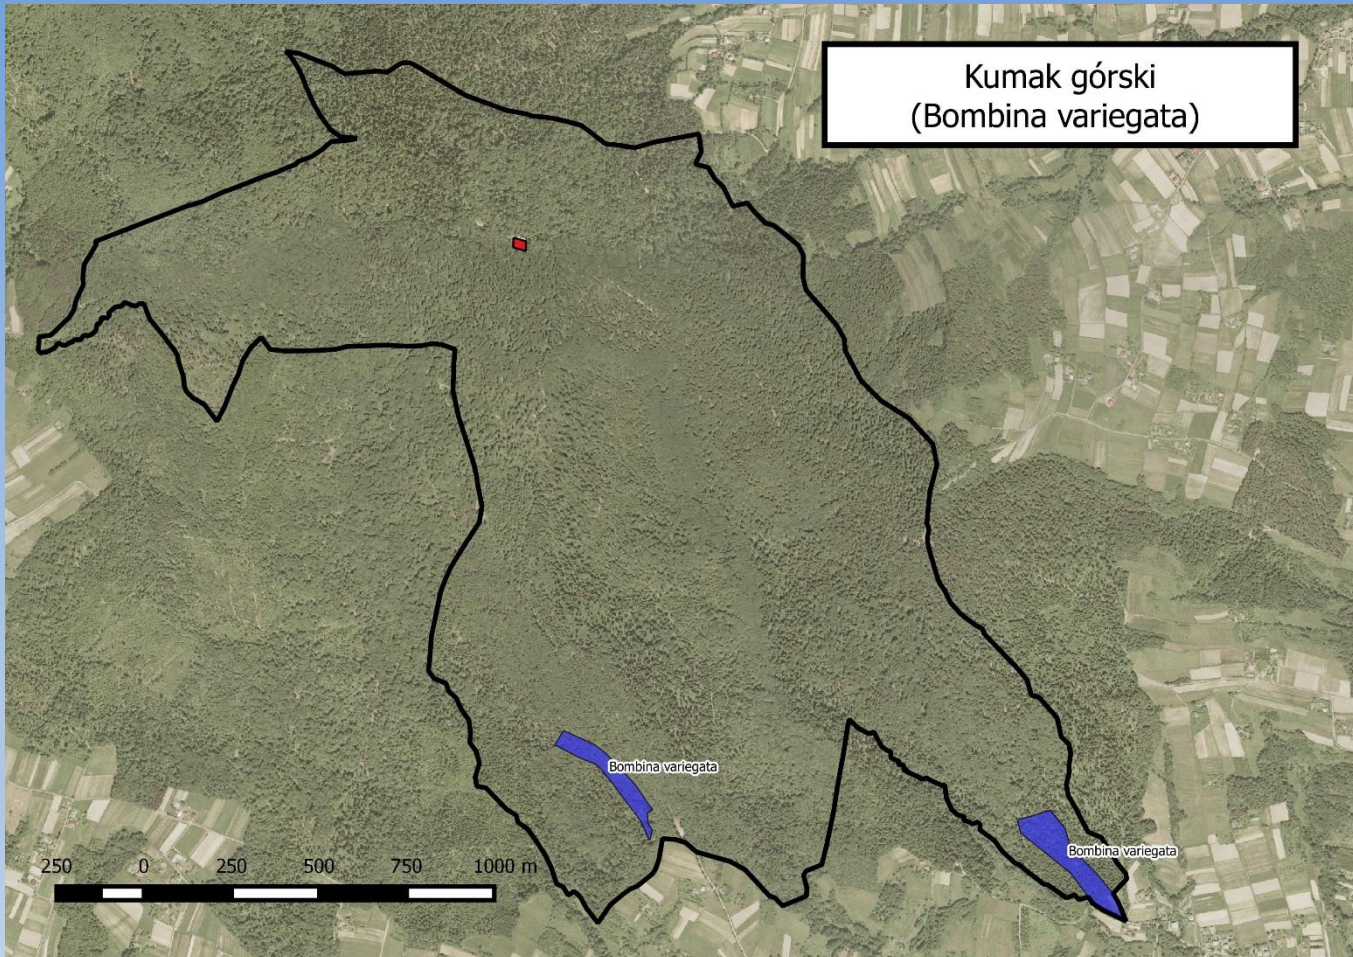 Kumak górski
(Bombina variegata)
Bombina variegata
Bombina variegata
250 0 250 500 750 1000 m